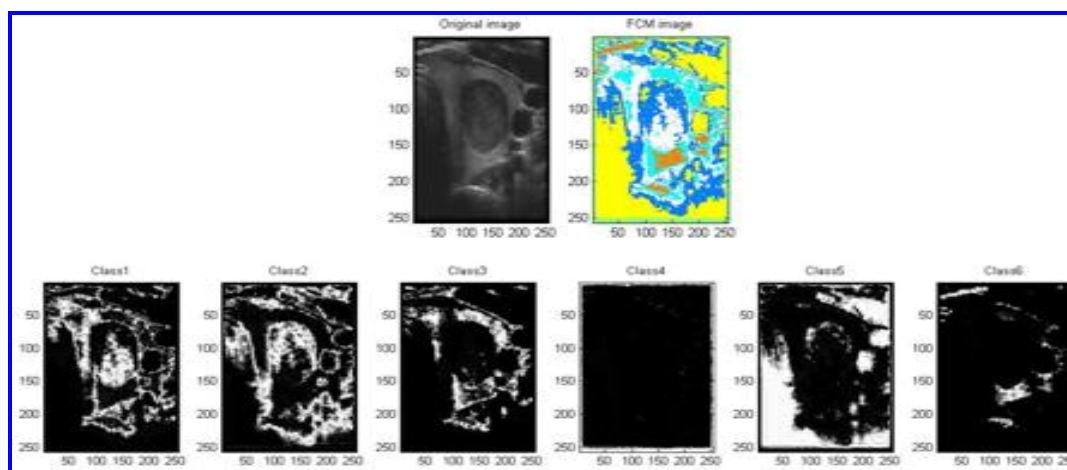 Original image FCM image
50 50
100 100
150 150
200 200
250 250
50 100 150 200 250 50 100 150 200 250
Class1 Class2 Class3 Class4 Class5 Class6
50 50 50 50 50 50
100 100 100 100 100 100
150 150 150 150 150 150
200 200 200 200 200 200
250 250 250 250 250 250
50 100 150 200 250 50 100 150 200 250 50 100 150 200 250 50 100 150 200 250 50 100 150 200 250 50 100 150 200 250